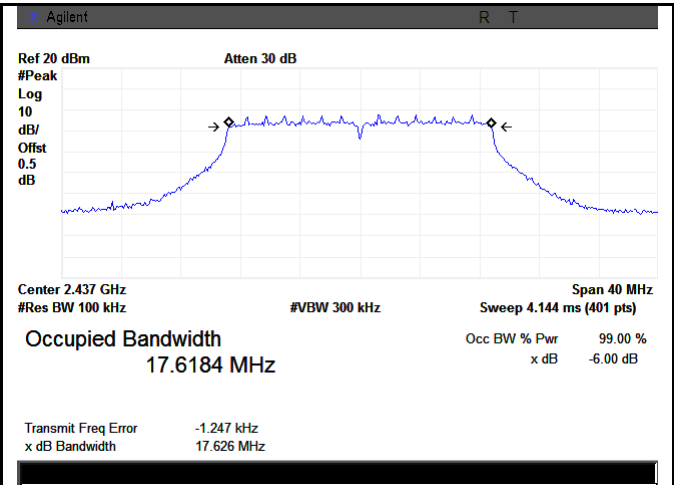 Agilent R T
Ref 20 dBm Atten 30 dB
#Peak
Log
10
dB/
Offst
0.5
dB
Center 2.437 GHz Span 40 MHz
#Res BW 100 kHz #VBW 300 kHz Sweep 4.144 ms (401 pts)
Occupied Bandwidth Occ BW % Pwr 99.00 %
17.6184 MHz x dB -6.00 dB
Transmit Freq Error -1.247 kHz
x dB Bandwidth 17.626 MHz